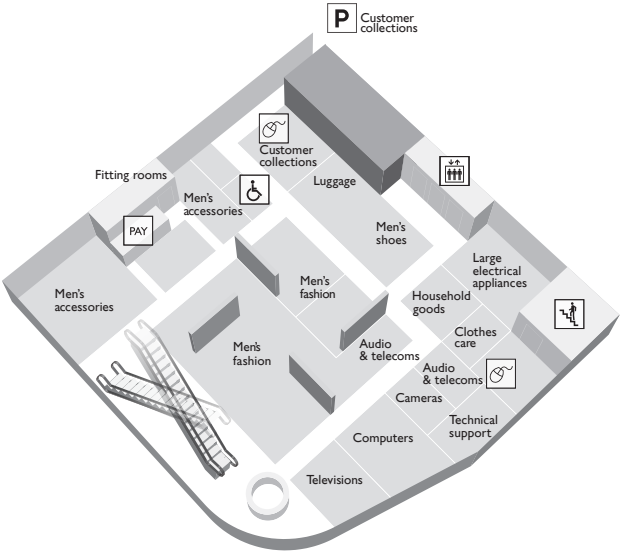 P
Customer
collections
Customer
collections
Fitting rooms
Luggage
Men's
accessories
PAY
Men's
shoes
Large
electrical
appliances
Men's
accessories
Men's
fashion
Household
goods
Clothes
care
Men's
fashion
Audio
& telecoms
Audio
& telecoms
Cameras
Technical
support
Computers
Televisions